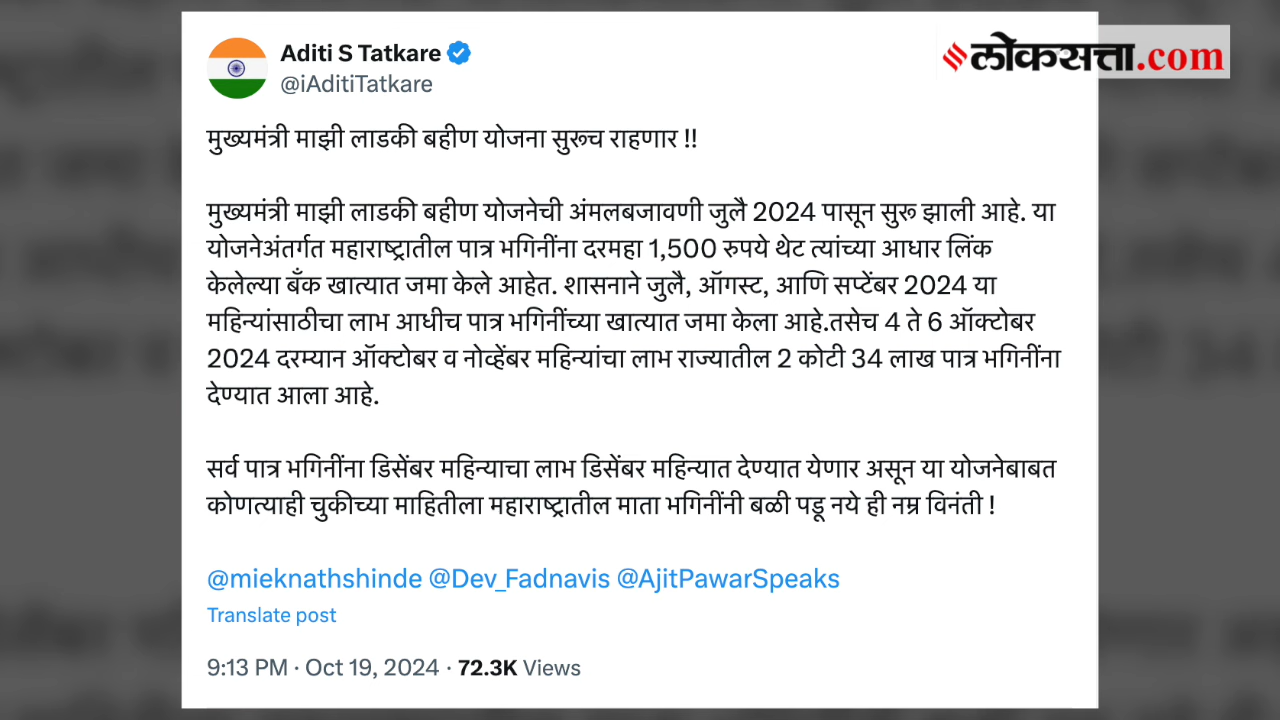 Aditi S Tatkare
@iAditiTatkare
लोकसत्ता.com
मुख्यमंत्री माझी लाडकी बहीण योजना सुरूच राहणार !!
मुख्यमंत्री माझी लाडकी बहीण योजनेची अंमलबजावणी जुलै 2024 पासून सुरू झाली आहे. या
योजनेअंतर्गत महाराष्ट्रातील पात्र भगिनींना दरमहा 1,500 रुपये थेट त्यांच्या आधार लिंक
केलेल्या बँक खात्यात जमा केले आहेत. शासनाने जुलै, ऑगस्ट, आणि सप्टेंबर 2024 या
महिन्यांसाठीचा लाभ आधीच पात्र भगिनींच्या खात्यात जमा केला आहे.तसेच 4 ते 6 ऑक्टोबर
2024 दरम्यान ऑक्टोबर व नोव्हेंबर महिन्यांचा लाभ राज्यातील 2 कोटी 34 लाख पात्र भगिनींना
देण्यात आला आहे.
सर्व पात्र भगिनींना डिसेंबर महिन्याचा लाभ डिसेंबर महिन्यात देण्यात येणार असून या योजनेबाबत
कोणत्याही चुकीच्या माहितीला महाराष्ट्रातील माता भगिनींनी बळी पडू नये ही नम्र विनंती !
@mieknathshinde @Dev_Fadnavis @AjitPawarSpeaks
Translate post
9:13 PM · Oct 19, 2024 · 72.3K Views